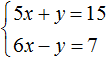 5x + y = 15
6x − y = 7